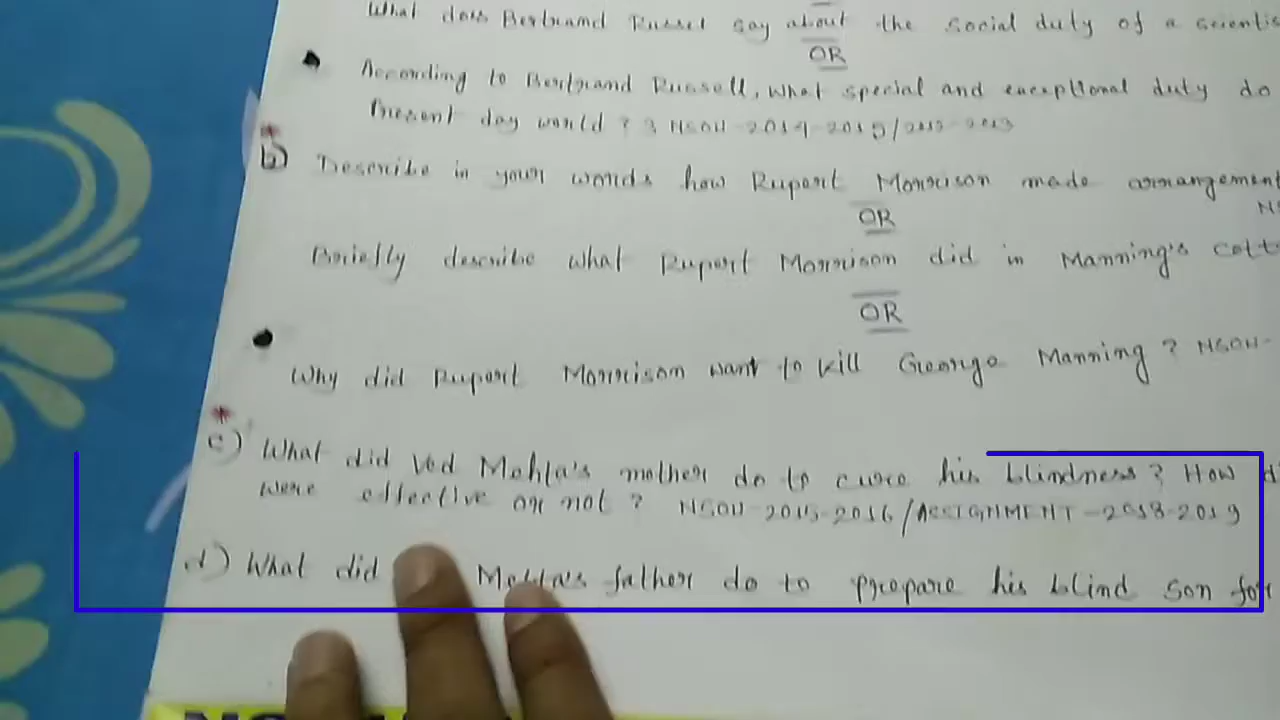 What does Bertrand Russel say about the social duty of a scientis
OR
According to Bertrand Russell, what special and exceptional duty do
Present day would ? 3 NSOU-2014-2015/2012-2013
b) Describe in your words how Rupert Morrison made arrangement
OR
Briefly describe what Rupert Morrison did in Manning's cott
OR
Why did Rupert Morrison want to kill George Manning ? NSOU-
c) What did Ved Mehta's mother do to cure his blindness? How d
were effective or not ? NSOU-2015-2016/ASSIGNMENT-2018-2019
d) What did Mehta's father do to prepare his blind son for